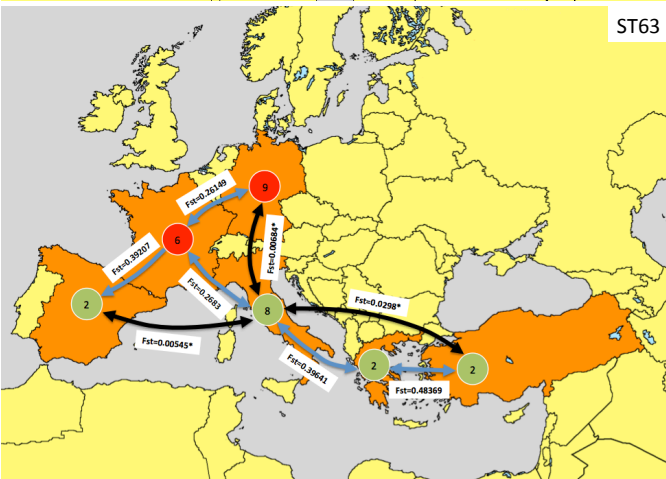 ST63
Fst=0.26149
9
Fst=0.39207
6
Fst=0.00684*
Fst=0.2683
2
8
Fst=0.0298*
Fst=0.00545*
Fst=0.39641
2
2
Fst=0.48369